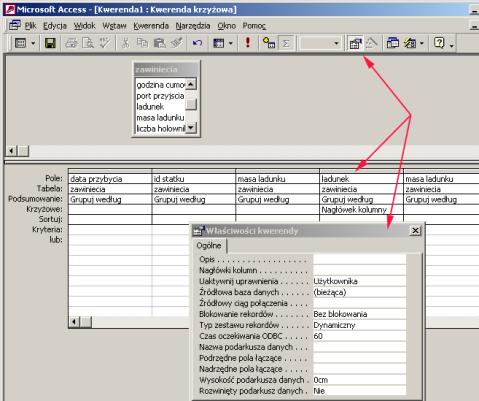 Microsoft Access - [Kwerenda1 : Kwerenda krzyżowa]
Plik Edycja Widok Wstaw Kwerenda Narzędzia Okno Pomoc
zawiniecia
godzina cumo
port przyjscia
ladunek
masa ladunku
liczba holownil
Pole: data przybycia id statku masa ladunku ladunek masa ladunku
Tabela: zawiniecia zawiniecia zawiniecia zawiniecia zawiniecia
Podsumowanie: Grupuj według Grupuj według Grupuj według Grupuj według Grupuj według
Krzyżowe: Nagłówek kolumny
Sortuj:
Kryteria:
lub:
Właściwości kwerendy
Ogólne
Opis . . . . . . . . . . . . . . . . . .
Nagłówki kolumn . . . . . . . . . .
Uaktywnij uprawnienia . . . . . . Użytkownika
Źródłowa baza danych . . . . . . (bieżąca)
Źródłowy ciąg połączenia . . . .
Blokowanie rekordów . . . . . . . Bez blokowania
Typ zestawu rekordów . . . . . . Dynamiczny
Czas oczekiwania ODBC . . . . . 60
Nazwa podarkusza danych . . .
Podrzędne pola łączące . . . . .
Nadrzędne pola łączące . . . . .
Wysokość podarkusza danych . 0cm
Rozwinięty podarkusz danych . Nie